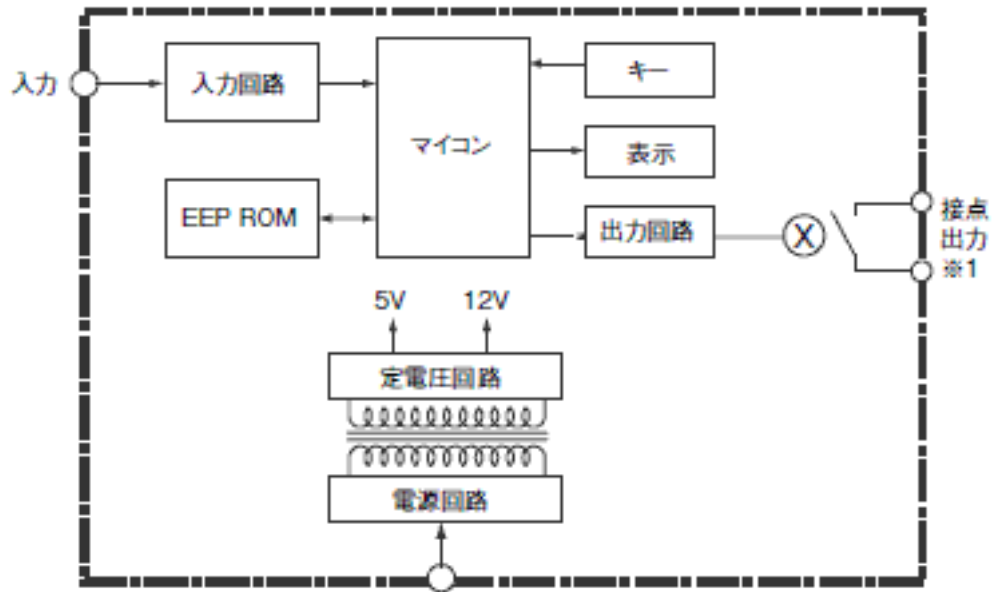 入力
入力回路
マイコン
キー
表示
EEP ROM
出力回路
X
接点
出力
※1
5V
12V
定電圧回路
電源回路